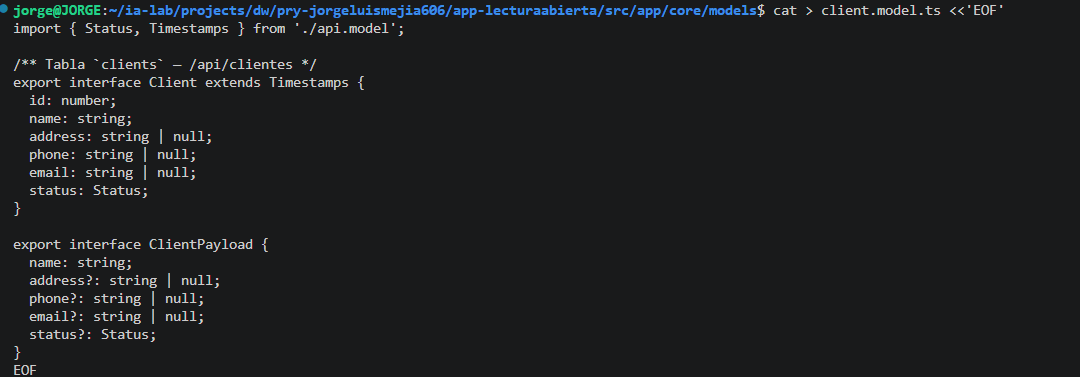 jorge@JORGE:~/ia-lab/projects/dw/pry-jorgeluismejia606/app-lecturaabierta/src/app/core/models$ cat > client.model.ts <<'EOF'
import { Status, Timestamps } from './api.model';

/** Tabla `clients` — /api/clientes */
export interface Client extends Timestamps {
  id: number;
  name: string;
  address: string | null;
  phone: string | null;
  email: string | null;
  status: Status;
}

export interface ClientPayload {
  name: string;
  address?: string | null;
  phone?: string | null;
  email?: string | null;
  status?: Status;
}
EOF